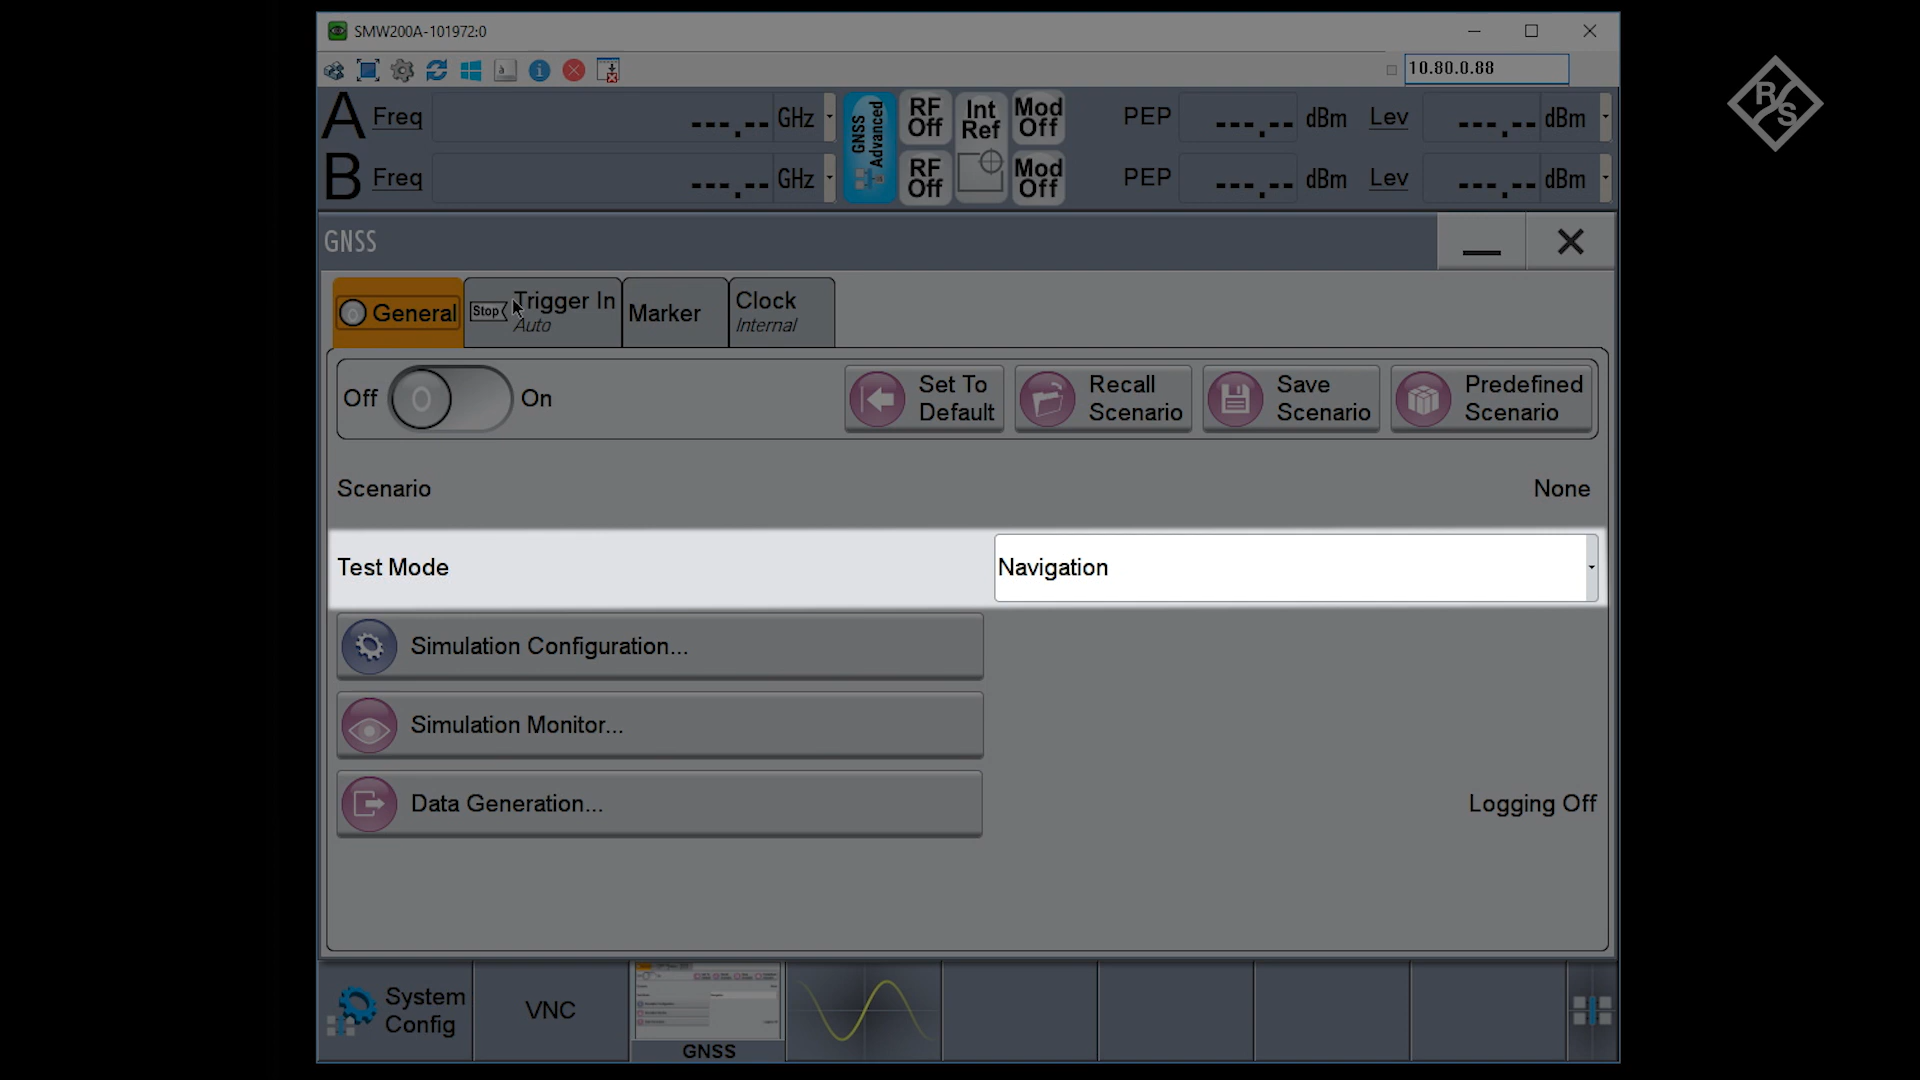 SMW200A-101972:0
10.80.0.88
A Freq ---.-- GHz
GNSS Advanced
RF Off
Int Ref
Mod Off
PEP ---.-- dBm Lev ---.-- dBm
B Freq ---.-- GHz
RF Off
Mod Off
PEP ---.-- dBm Lev ---.-- dBm
GNSS
General
Stop
Trigger In
Auto
Marker
Clock
Internal
Off
On
Set To
Default
Recall
Scenario
Save
Scenario
Predefined
Scenario
Scenario None
Test Mode Navigation
Simulation Configuration...
Simulation Monitor...
Data Generation... Logging Off
System
Config
VNC
GNSS
R&S